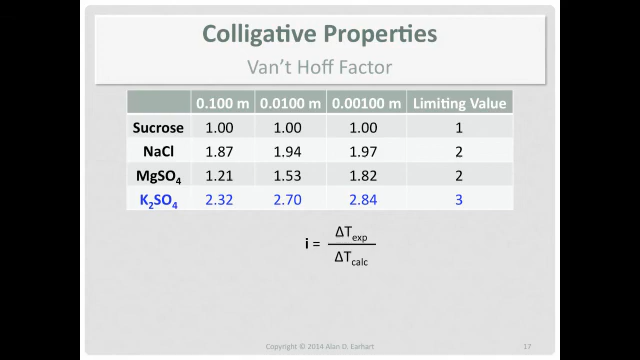 Colligative Properties
Van't Hoff Factor
0.100 m 0.0100 m 0.00100 m Limiting Value
Sucrose 1.00 1.00 1.00 1
NaCl 1.87 1.94 1.97 2
MgSO₄ 1.21 1.53 1.82 2
K₂SO₄ 2.32 2.70 2.84 3
i = ΔT_exp / ΔT_calc
Copyright © 2014 Alan D. Earhart 17